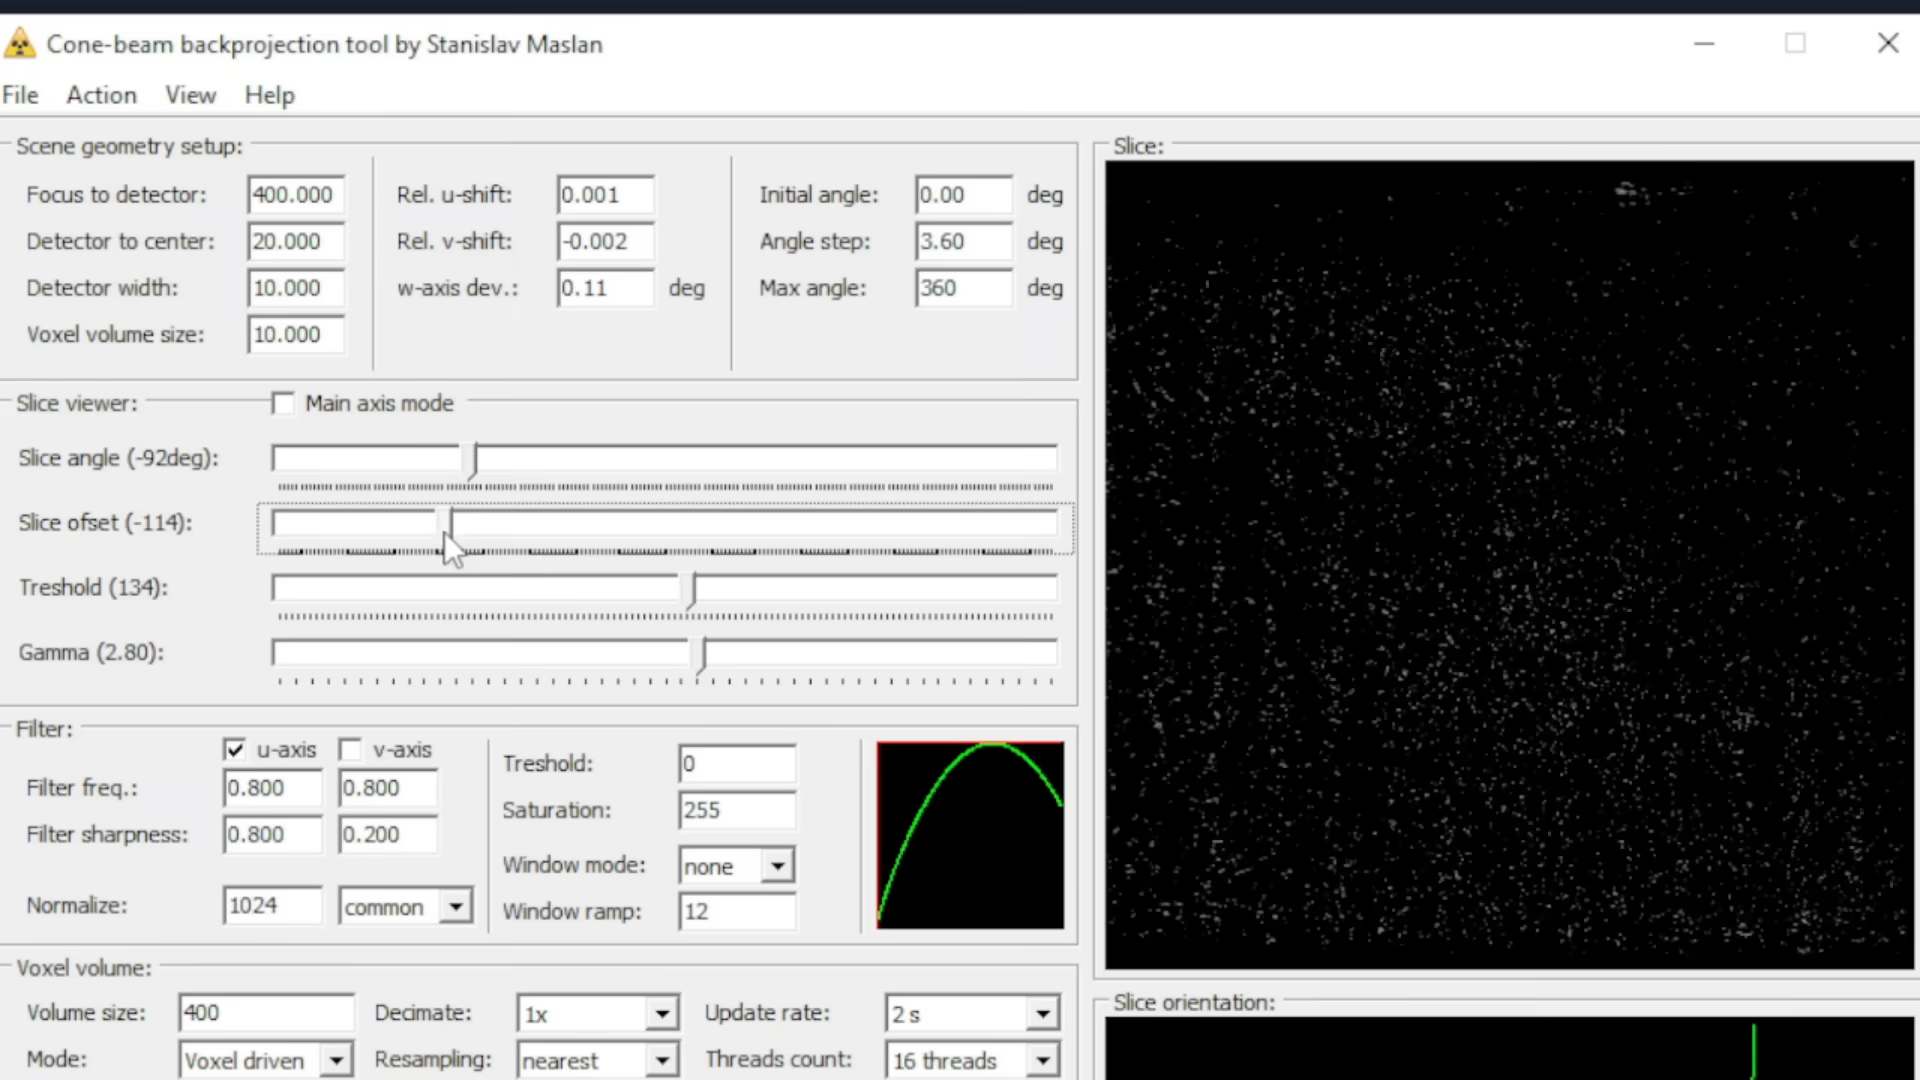 Cone-beam backprojection tool by Stanislav Maslan
File Action View Help
Scene geometry setup:
Focus to detector: 400.000 Rel. u-shift: 0.001 Initial angle: 0.00 deg
Detector to center: 20.000 Rel. v-shift: -0.002 Angle step: 3.60 deg
Detector width: 10.000 w-axis dev.: 0.11 deg Max angle: 360 deg
Voxel volume size: 10.000
Slice viewer: Main axis mode
Slice angle (-92deg):
Slice ofset (-114):
Treshold (134):
Gamma (2.80):
Filter:
u-axis v-axis
Filter freq.: 0.800 0.800
Filter sharpness: 0.800 0.200
Normalize: 1024 common
Treshold: 0
Saturation: 255
Window mode: none
Window ramp: 12
Voxel volume:
Volume size: 400 Decimate: 1x Update rate: 2 s
Mode: Voxel driven Resampling: nearest Threads count: 16 threads
Slice:
Slice orientation: